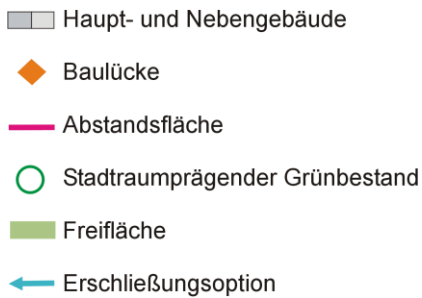 Haupt- und Nebengebäude
Baulücke
Abstandsfläche
Stadtraumprägender Grünbestand
Freifläche
Erschließungsoption